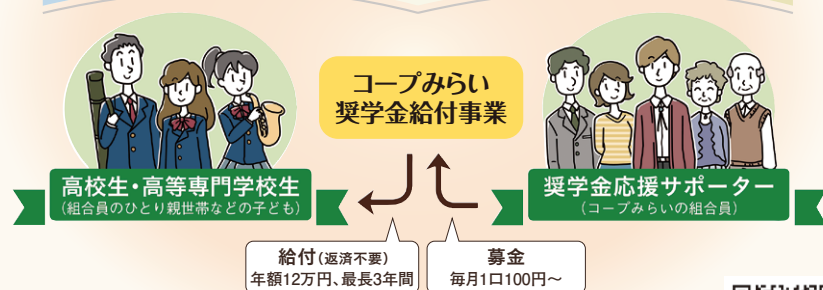 コープみらい
奨学金給付事業
高校生・高等専門学校生
(組合員のひとり親世帯などの子ども)
奨学金応援サポーター
(コープみらいの組合員)
給付(返済不要)
年額12万円、最長3年間
募金
毎月1口100円〜